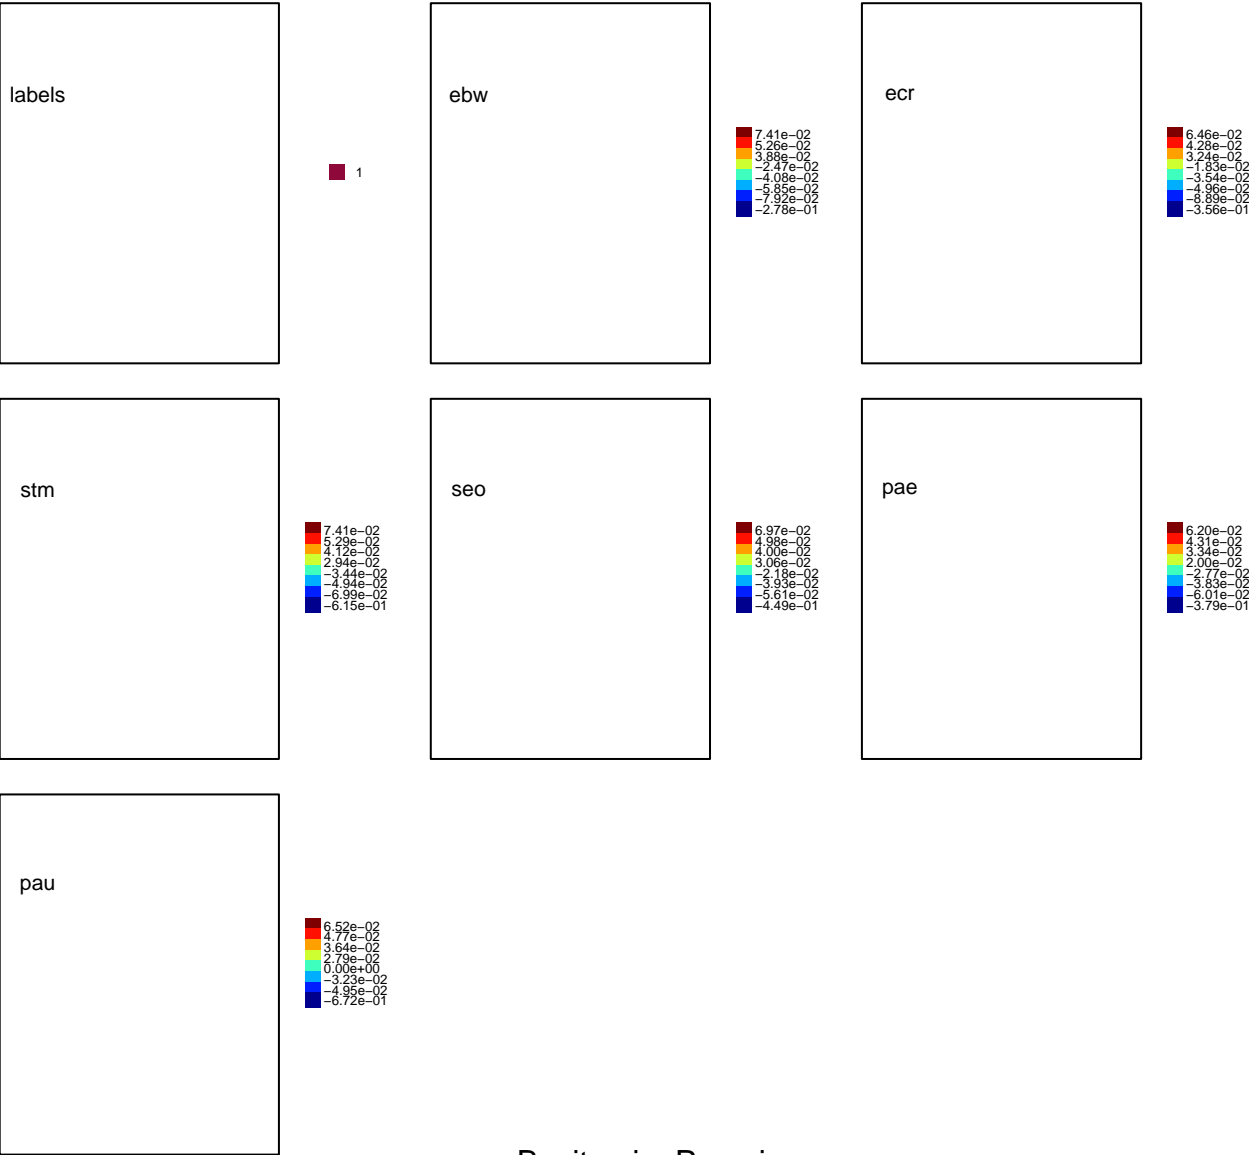 labels
1
ebw
7.41e−02
5.26e−02
3.88e−02
−2.47e−02
−4.08e−02
−5.85e−02
−7.92e−02
−2.78e−01
ecr
6.46e−02
4.28e−02
3.24e−02
−1.83e−02
−3.54e−02
−4.96e−02
−8.89e−02
−3.56e−01
stm
7.41e−02
5.29e−02
4.12e−02
2.94e−02
−3.44e−02
−4.94e−02
−6.99e−02
−6.15e−01
seo
6.97e−02
4.98e−02
4.00e−02
3.06e−02
−2.18e−02
−3.93e−02
−5.61e−02
−4.49e−01
pae
6.20e−02
4.31e−02
3.34e−02
2.00e−02
−2.77e−02
−3.83e−02
−6.01e−02
−3.79e−01
pau
6.52e−02
4.77e−02
3.64e−02
2.79e−02
0.00e+00
−3.23e−02
−4.95e−02
−6.72e−01